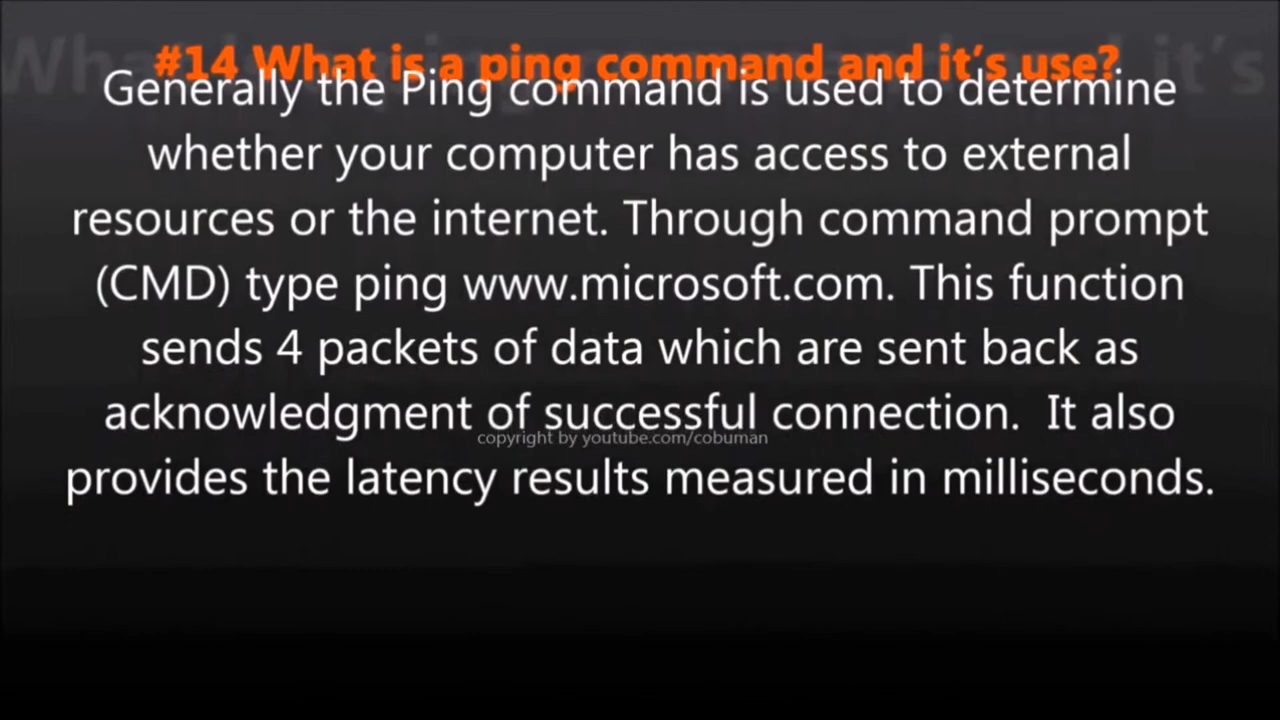 #14 What is a ping command and it's use?
Generally the Ping command is used to determine
whether your computer has access to external
resources or the internet. Through command prompt
(CMD) type ping www.microsoft.com. This function
sends 4 packets of data which are sent back as
acknowledgment of successful connection.  It also
copyright by youtube.com/cobuman
provides the latency results measured in milliseconds.